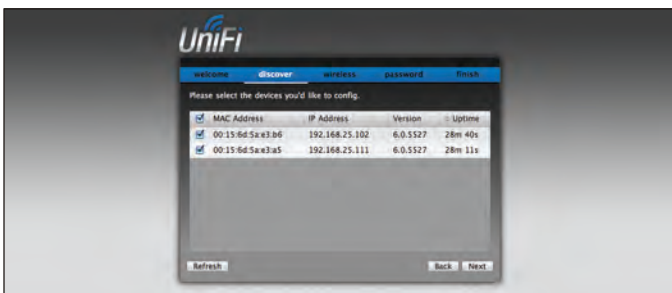 UniFi
welcome discover wireless password finish
Please select the devices you'd like to config.
MAC Address IP Address Version Uptime
00:15:6d:5a:e3:b6 192.168.25.102 6.0.5527 28m 40s
00:15:6d:5a:e3:a5 192.168.25.111 6.0.5527 28m 11s
Refresh Back Next